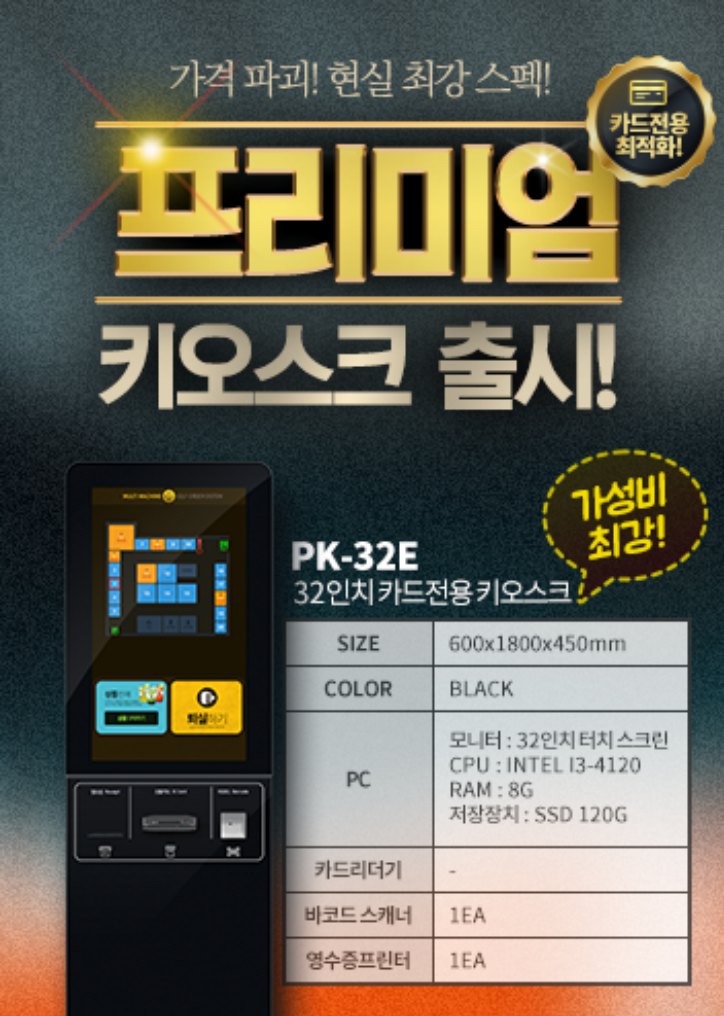 가격 파괴! 현실 최강 스펙!
카드전용
최적화!
프리미엄
키오스크 출시!
가성비
최강!
PK-32E
32인치 카드전용 키오스크
SIZE 600x1800x450mm
COLOR BLACK
PC
모니터 : 32인치 터치 스크린
CPU : INTEL I3-4120
RAM : 8G
저장장치 : SSD 120G
카드리더기 -
바코드 스캐너 1EA
영수증프린터 1EA
퇴실하기